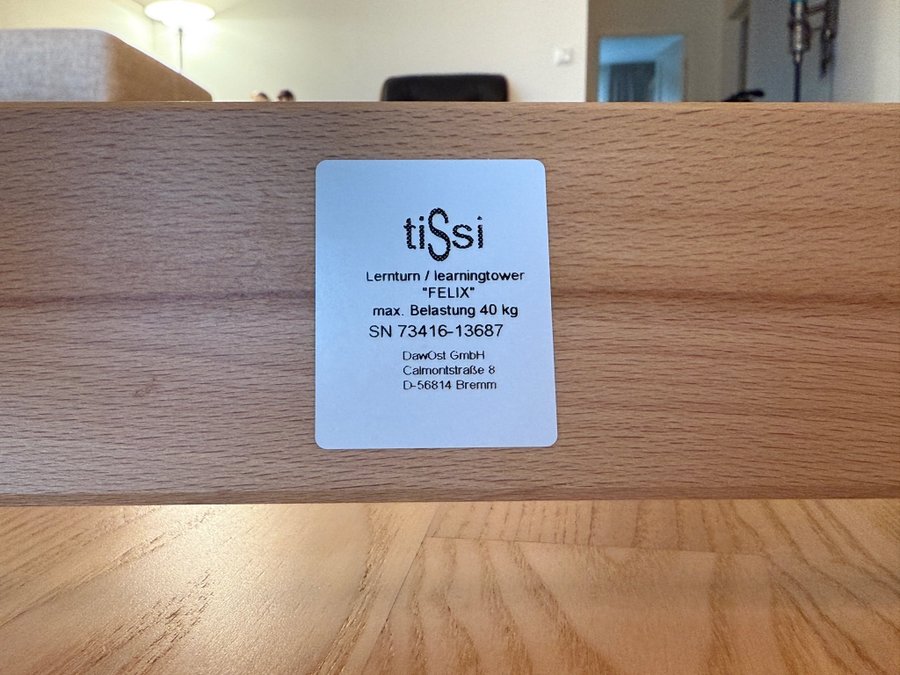 tiSsi
Lernturn / learningtower
"FELIX"
max. Belastung 40 kg
SN 73416-13687
DawOst GmbH
Calmontstraße 8
D-56814 Bremm